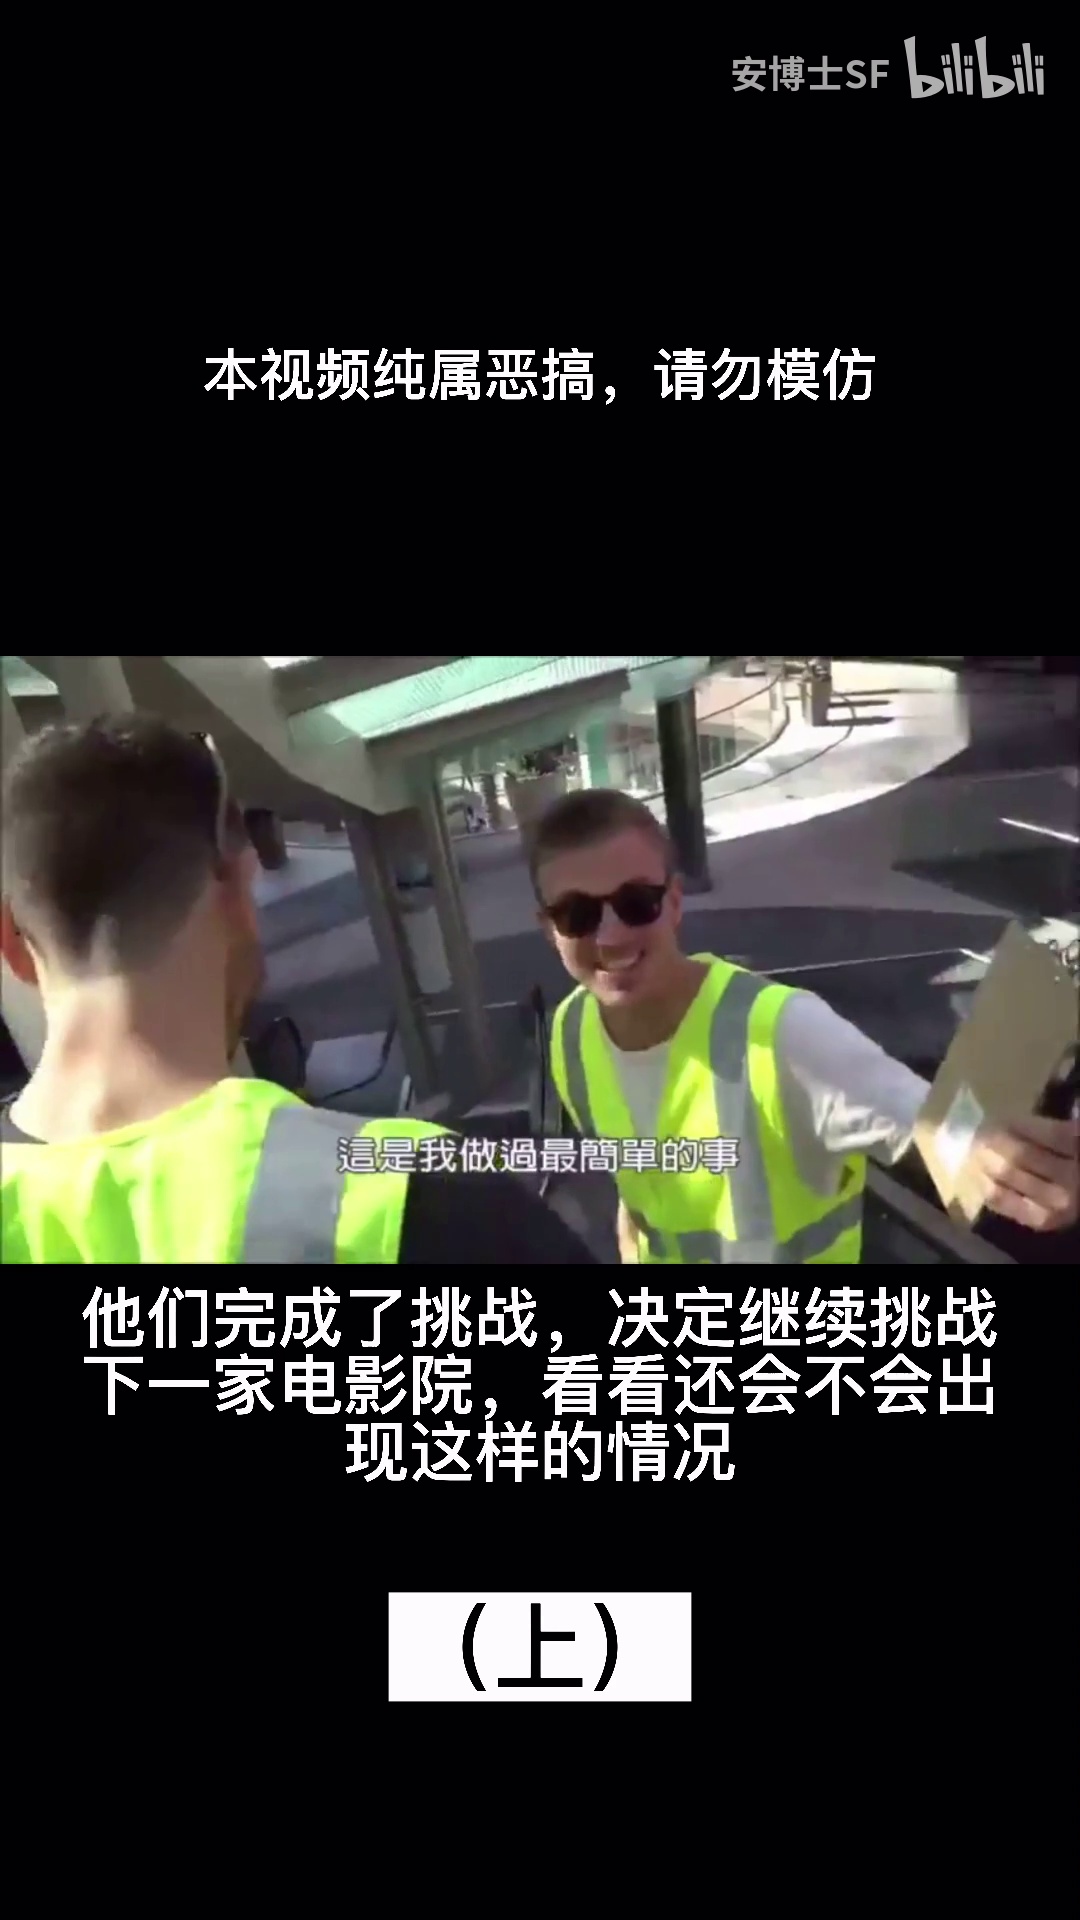 安博士SF bilibili
本视频纯属恶搞，请勿模仿
這是我做過最簡單的事
他们完成了挑战，决定继续挑战
下一家电影院，看看还会不会出
现这样的情况
（上）